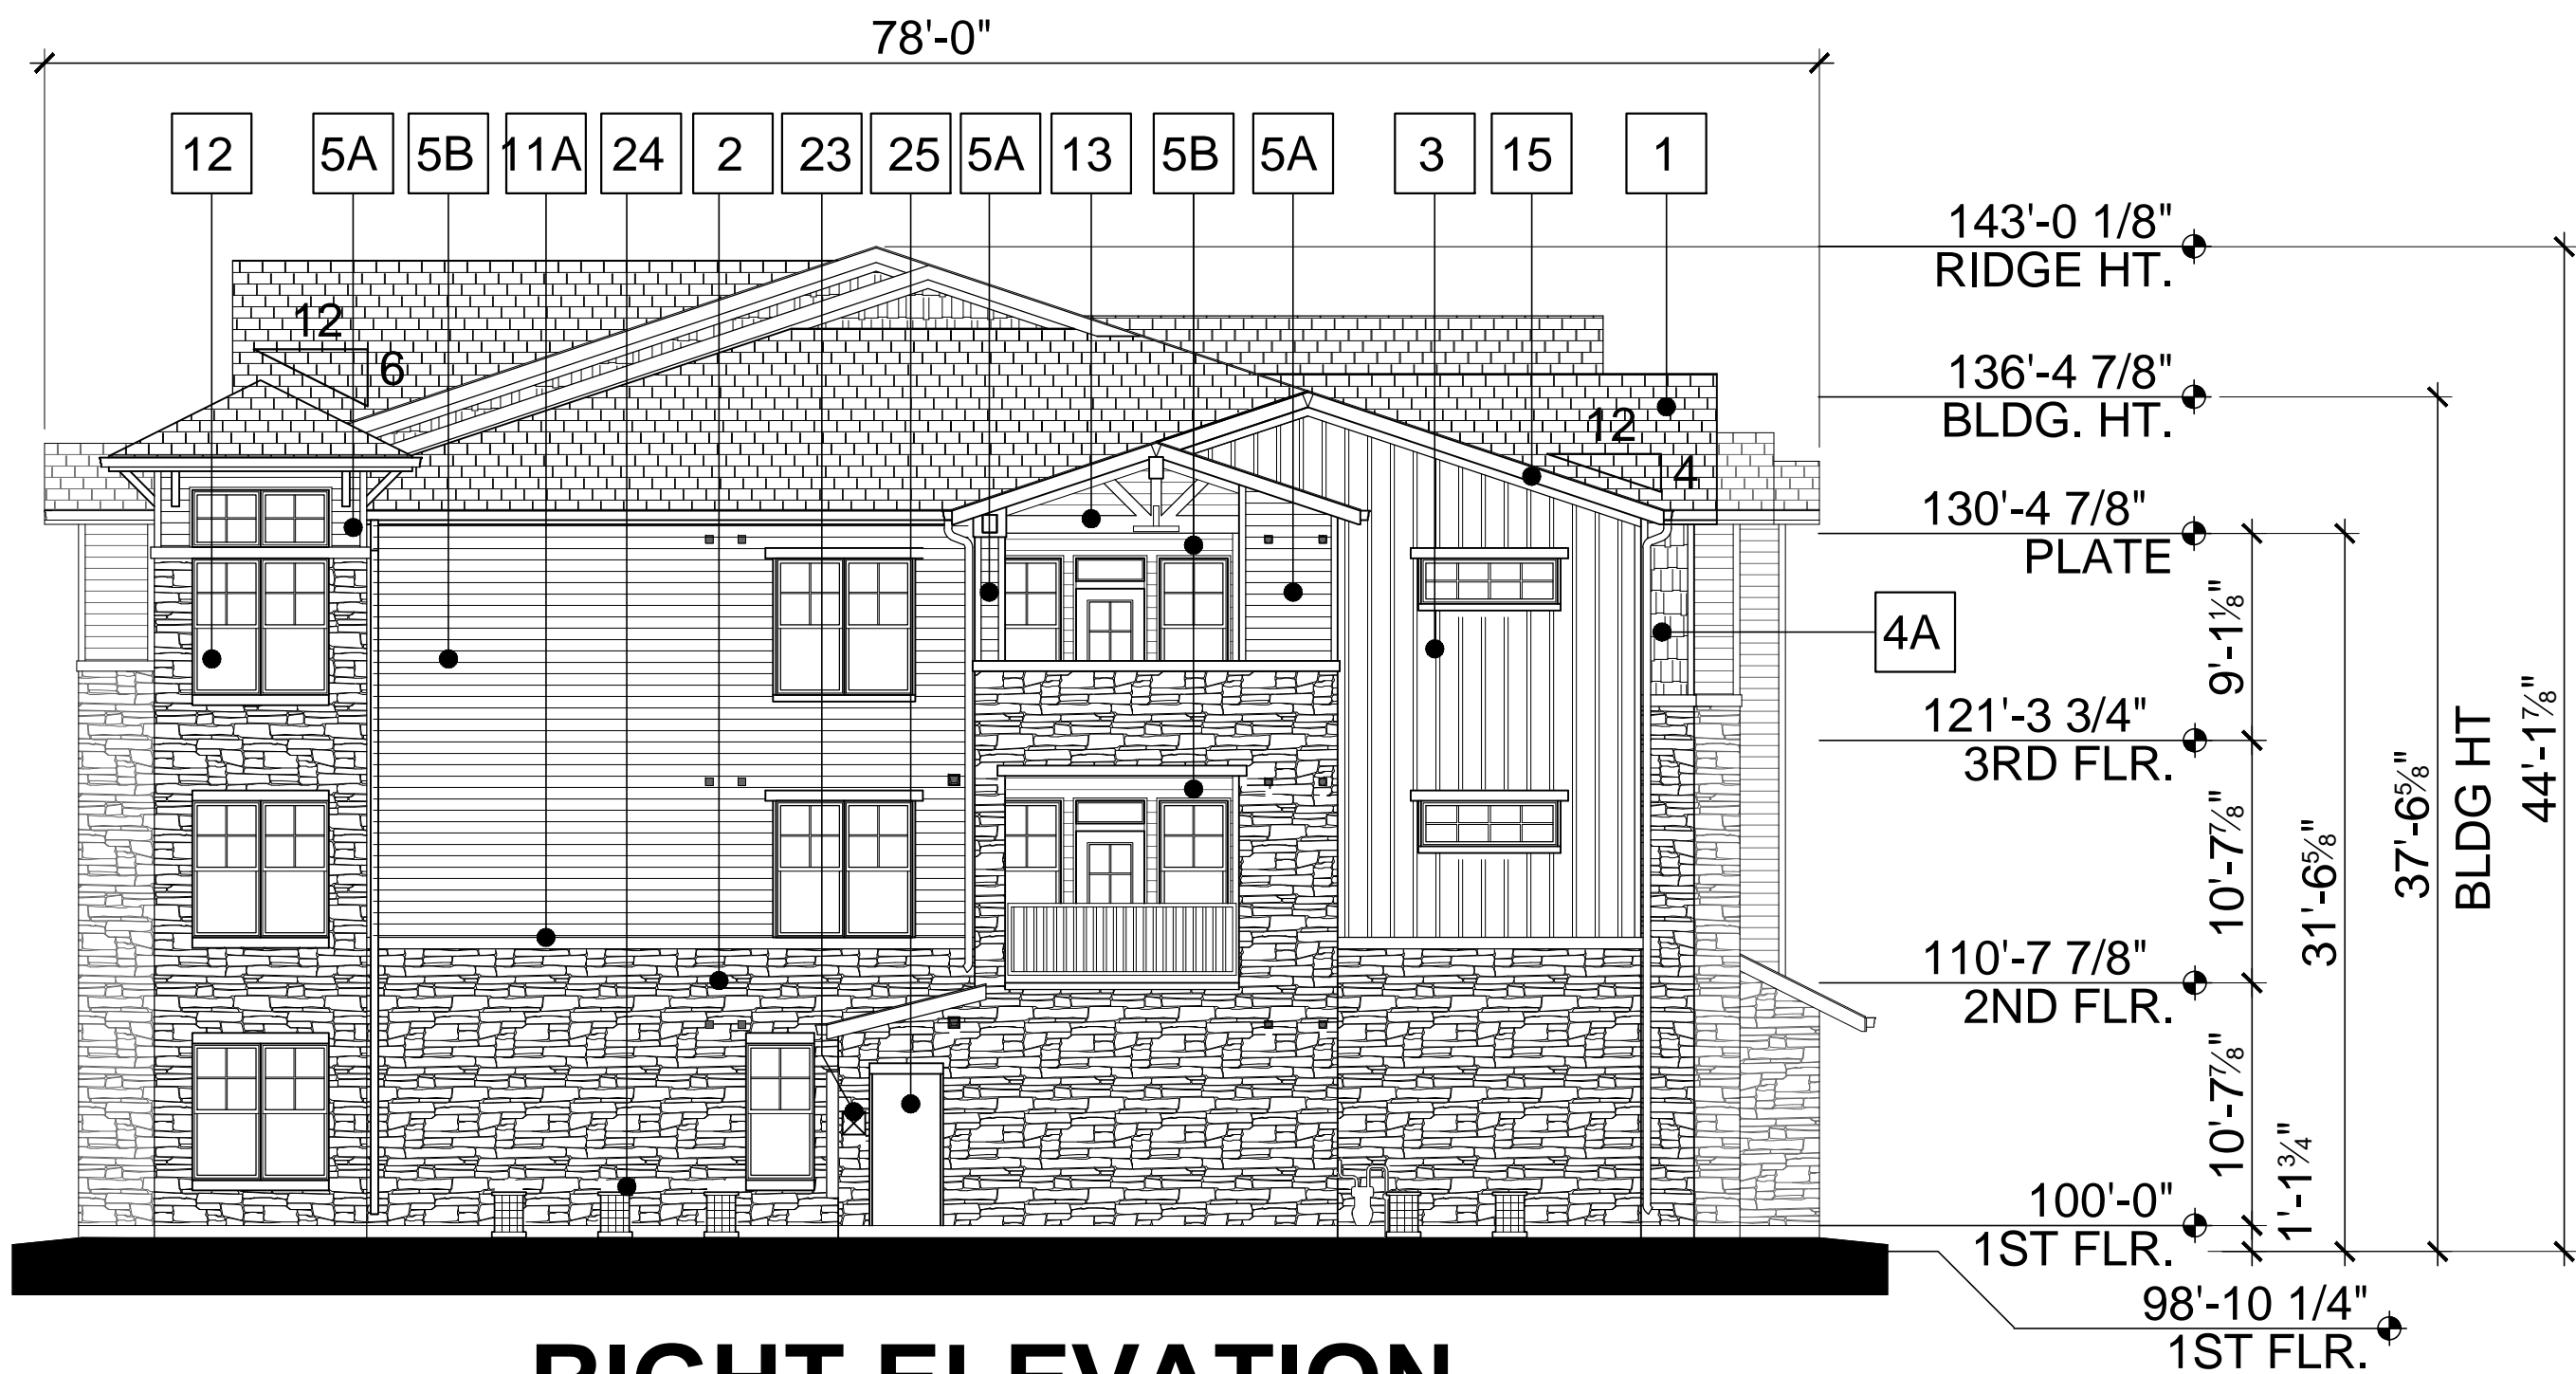 78'-0"
12 5A 5B 11A 24 2 23 25 5A 13 5B 5A 3 15 1
143'-0 1/8"
RIDGE HT.
12
6
136'-4 7/8"
BLDG. HT.
12
4
130'-4 7/8"
PLATE
4A
9'-1⅛"
121'-3 3/4"
3RD FLR.
10'-7⅞"
31'-6⅝"
37'-6⅝"
BLDG HT
44'-1⅞"
110'-7 7/8"
2ND FLR.
10'-7⅞"
1'-1¾"
100'-0"
1ST FLR.
98'-10 1/4"
1ST FLR.
RIGHT ELEVATION